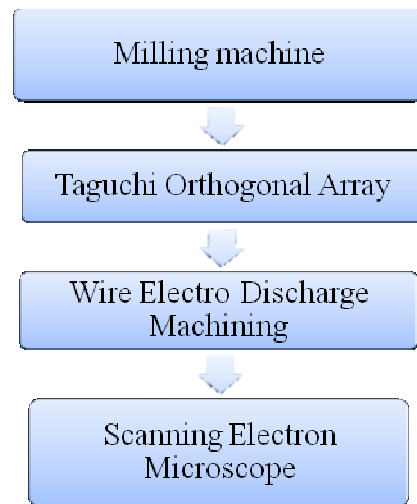 Milling machine
Taguchi Orthogonal Array
Wire Electro Discharge
Machining
Scanning Electron
Microscope